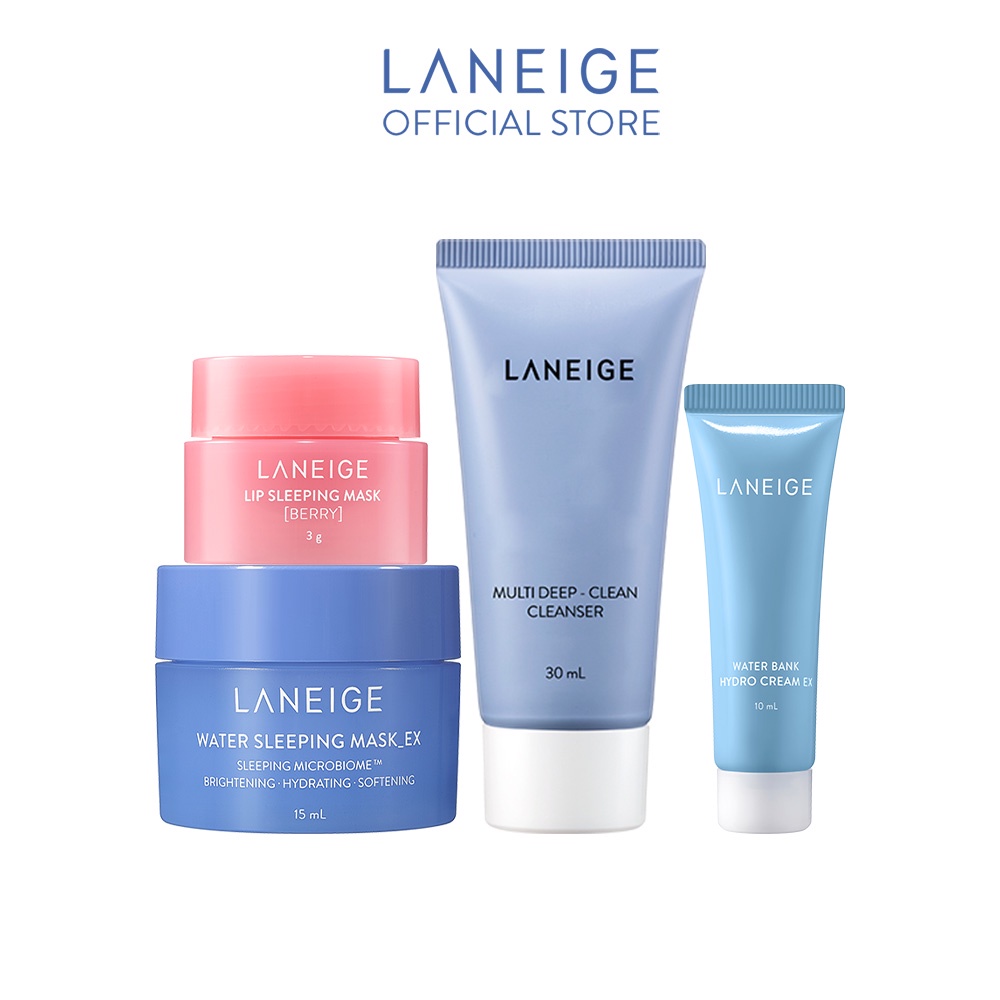 LANEIGE
OFFICIAL STORE
LANEIGE
LIP SLEEPING MASK
[BERRY]
3 g
LANEIGE
WATER SLEEPING MASK_EX
SLEEPING MICROBIOME™
BRIGHTENING · HYDRATING · SOFTENING
15 mL
LANEIGE
MULTI DEEP - CLEAN
CLEANSER
30 mL
LANEIGE
WATER BANK
HYDRO CREAM EX
10 mL